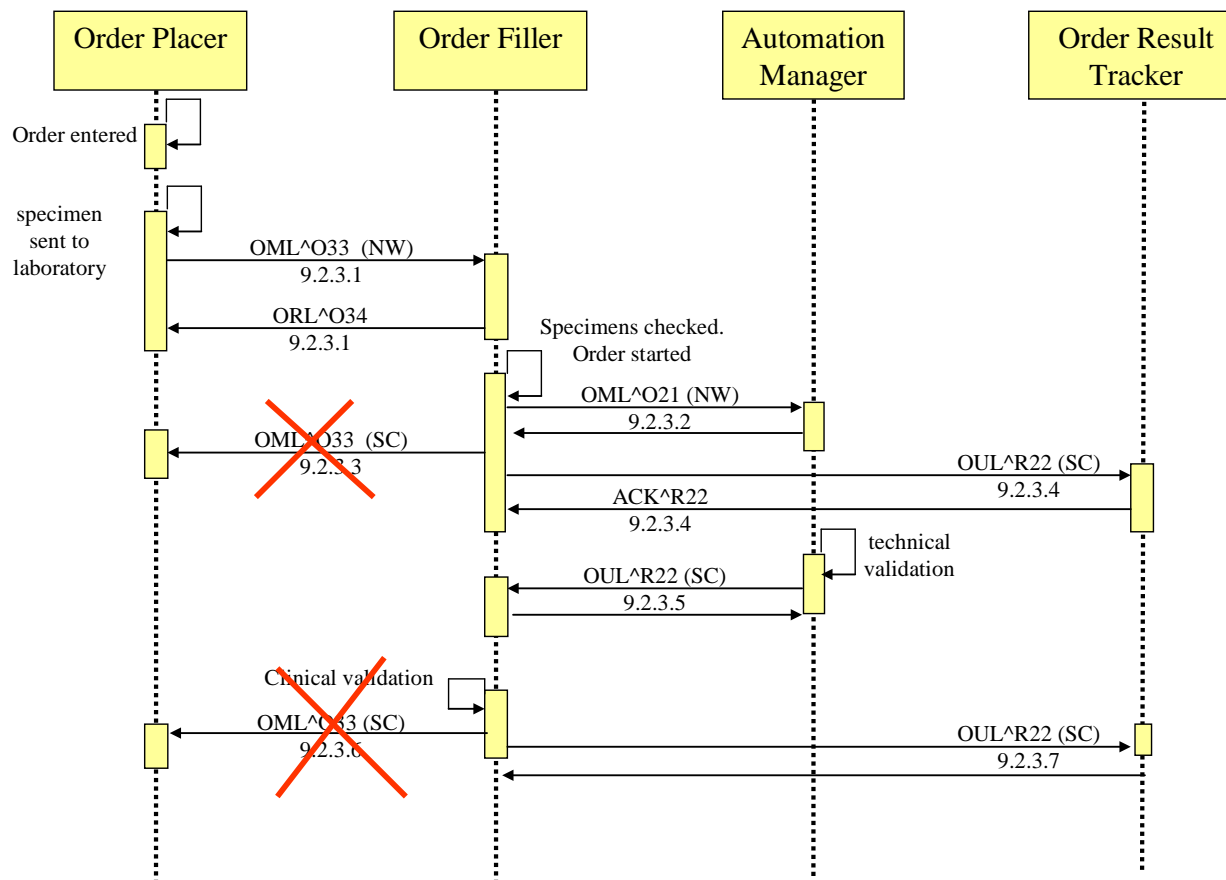 Order Placer
Order Filler
Automation
Manager
Order Result
Tracker
Order entered
specimen
sent to
laboratory
OML^O33 (NW)
9.2.3.1
ORL^O34
9.2.3.1
Specimens checked.
Order started
OML^O21 (NW)
9.2.3.2
OML^O33 (SC)
9.2.3.3
OUL^R22 (SC)
9.2.3.4
ACK^R22
9.2.3.4
technical
validation
OUL^R22 (SC)
9.2.3.5
Clinical validation
OML^O33 (SC)
9.2.3.6
OUL^R22 (SC)
9.2.3.7